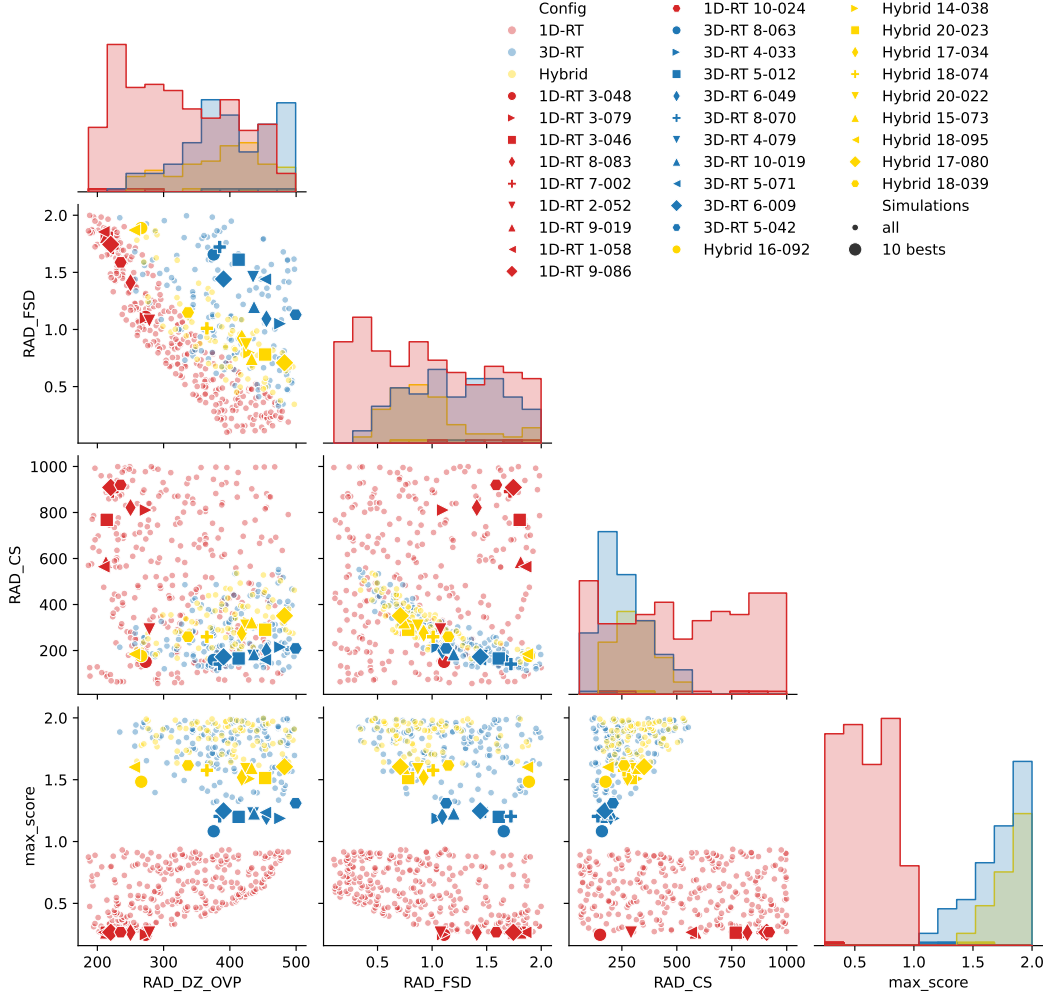 Config
1D-RT
3D-RT
Hybrid
1D-RT 3-048
1D-RT 3-079
1D-RT 3-046
1D-RT 8-083
1D-RT 7-002
1D-RT 2-052
1D-RT 9-019
1D-RT 1-058
1D-RT 9-086
1D-RT 10-024
3D-RT 8-063
3D-RT 4-033
3D-RT 5-012
3D-RT 6-049
3D-RT 8-070
3D-RT 4-079
3D-RT 10-019
3D-RT 5-071
3D-RT 6-009
3D-RT 5-042
Hybrid 16-092
Hybrid 14-038
Hybrid 20-023
Hybrid 17-034
Hybrid 18-074
Hybrid 20-022
Hybrid 15-073
Hybrid 18-095
Hybrid 17-080
Hybrid 18-039
Simulations
all
10 bests
2.0
1.5
1.0
0.5
RAD_FSD
1000
800
600
400
200
RAD_CS
2.0
1.5
1.0
0.5
max_score
200 300 400 500
RAD_DZ_OVP
0.5 1.0 1.5 2.0
RAD_FSD
250 500 750 1000
RAD_CS
0.5 1.0 1.5 2.0
max_score